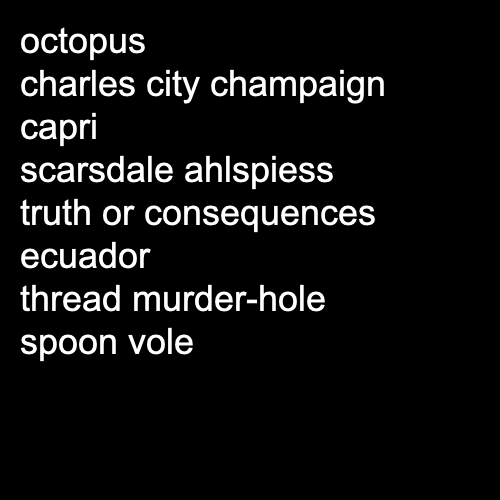 octopus
charles city champaign
capri
scarsdale ahlspiess
truth or consequences
ecuador
thread murder-hole
spoon vole